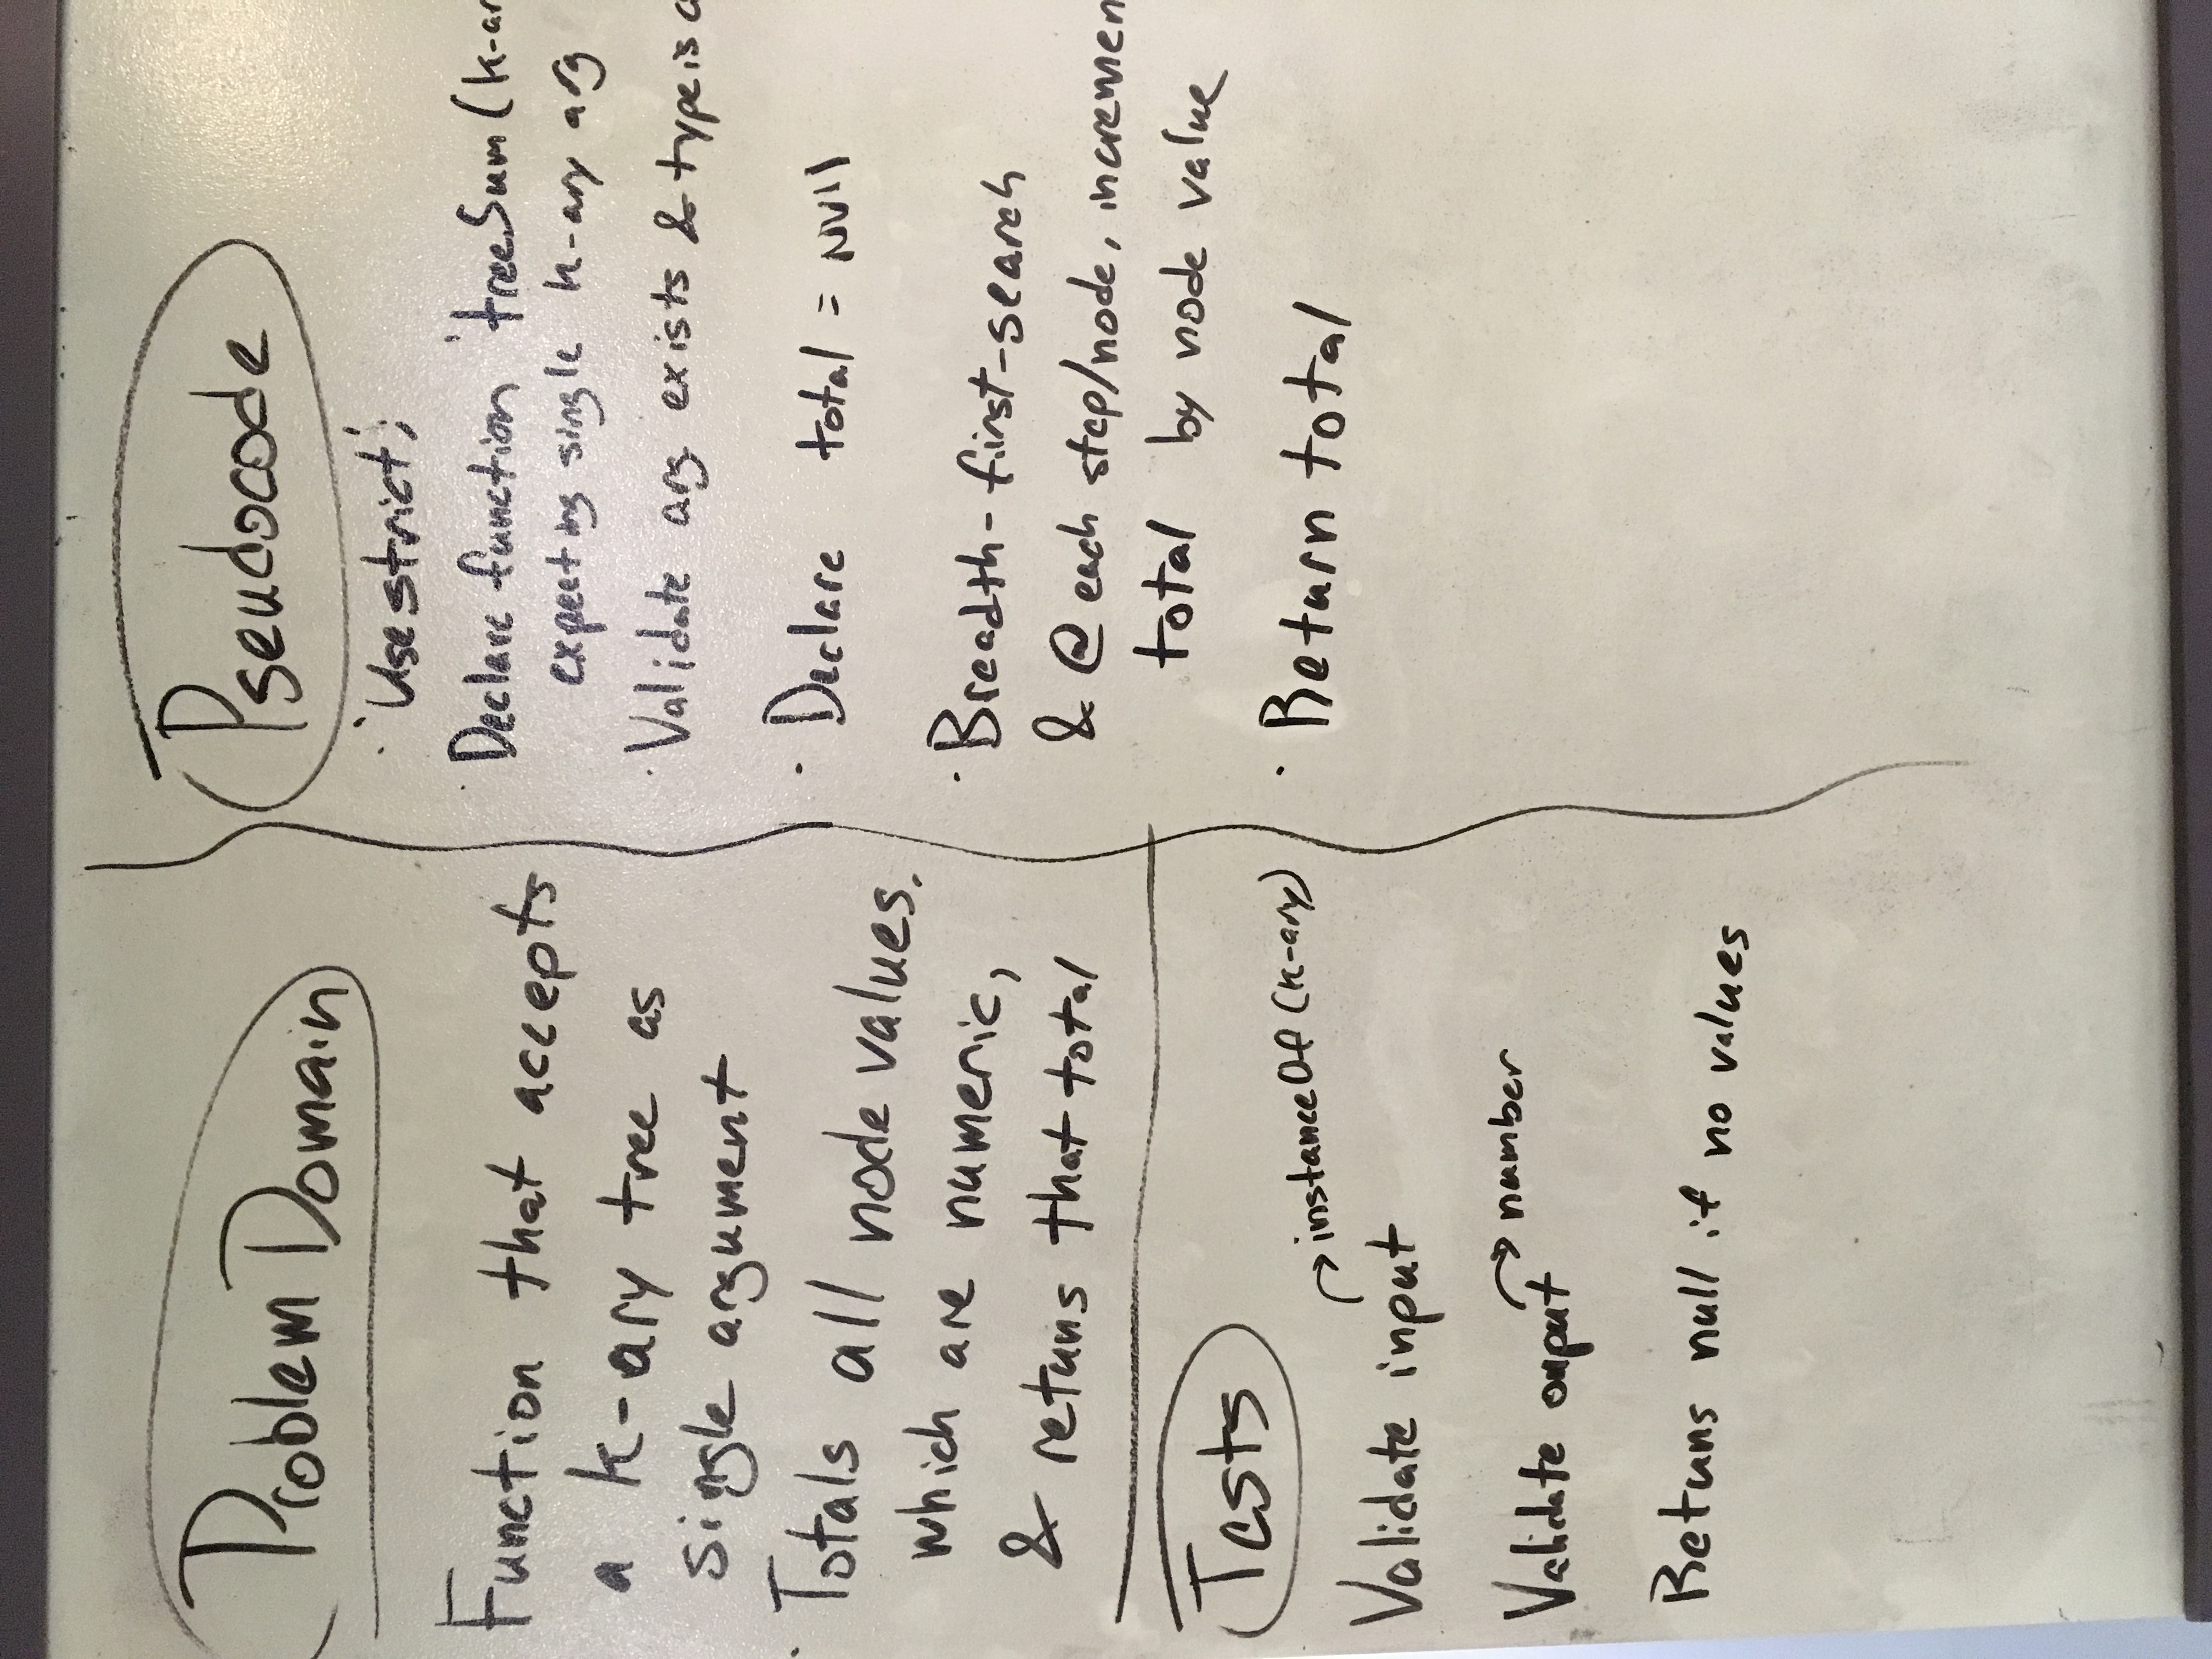 Problem Domain
Function that accepts
a k-ary tree as
single argument
· Totals all node values,
which are numeric,
& retuns that total
Tests
→ instanceOf (k-ary)
Validate input
→ number
Validate ouput
Retuns null if no values
Pseudocode
· 'Use strict';
· Declare function 'treeSum (k-ar
expecting single k-ary arg
· Validate arg exists & type is
· Declare total = NUll
· Breadth-first-search
& @ each step/node, incremen
total by node value
· Return total